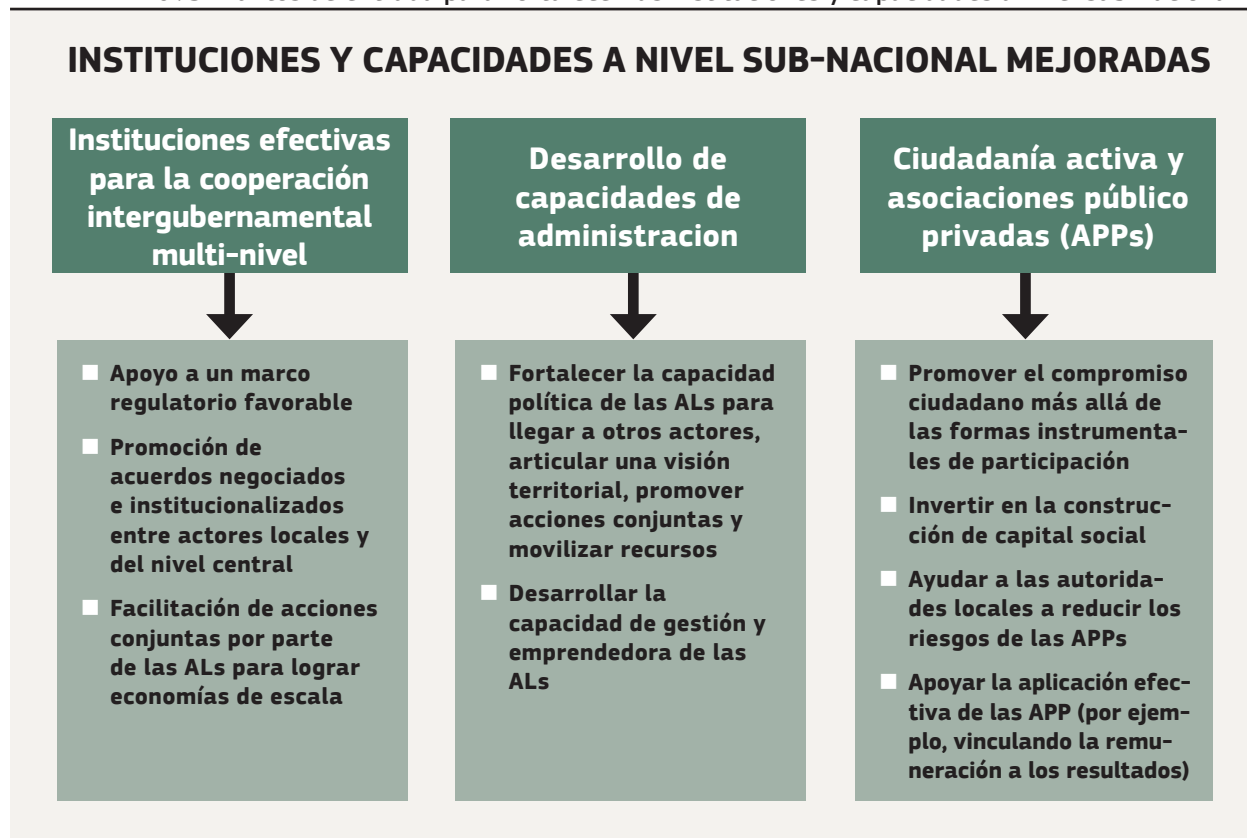 INSTITUCIONES Y CAPACIDADES A NIVEL SUB-NACIONAL MEJORADAS
Instituciones efectivas
para la cooperación
intergubernamental
multi-nivel
Desarrollo de
capacidades de
administracion
Ciudadanía activa y
asociaciones público
privadas (APPs)
Apoyo a un marco
regulatorio favorable
Promoción de
acuerdos negociados
e institucionalizados
entre actores locales y
del nivel central
Facilitación de acciones
conjuntas por parte
de las ALs para lograr
economías de escala
Fortalecer la capacidad
política de las ALs para
llegar a otros actores,
articular una visión
territorial, promover
acciones conjuntas y
movilizar recursos
Desarrollar la
capacidad de gestión y
emprendedora de las
ALs
Promover el compromiso
ciudadano más allá de
las formas instrumenta-
les de participación
Invertir en la construc-
ción de capital social
Ayudar a las autorida-
des locales a reducir los
riesgos de las APPs
Apoyar la aplicación efec-
tiva de las APP (por ejem-
plo, vinculando la remu-
neración a los resultados)